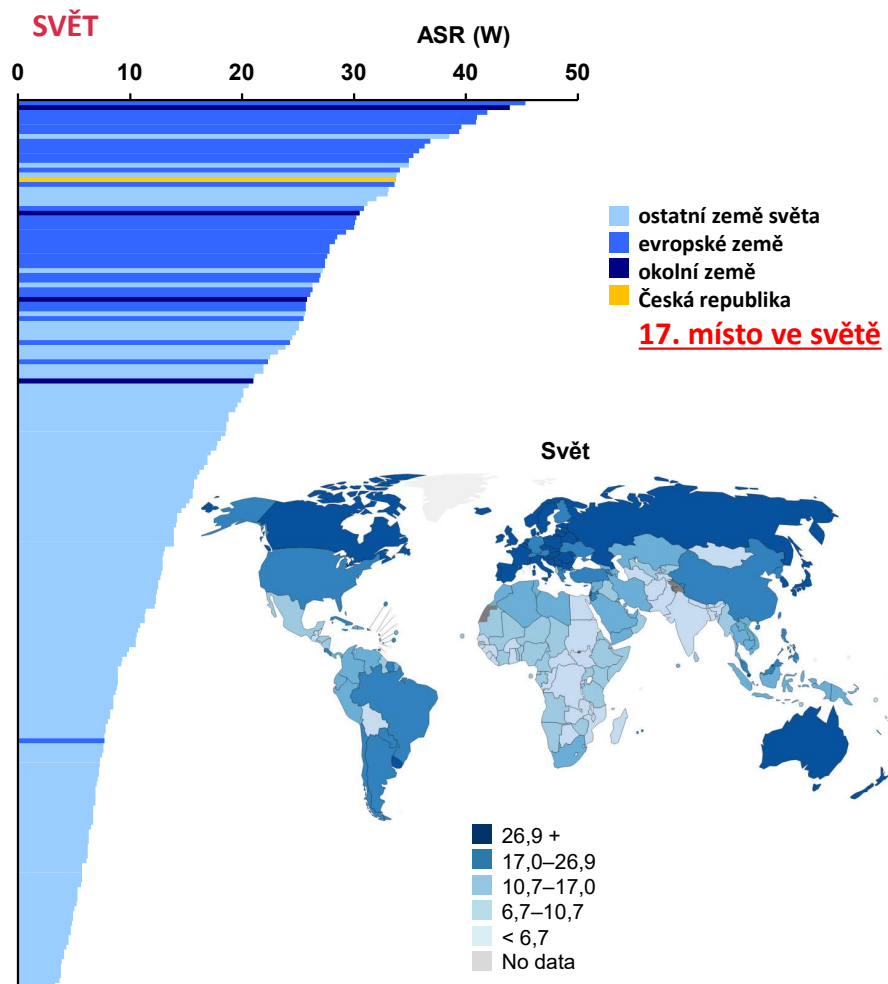 SVĚT
ASR (W)
0 10 20 30 40 50
ostatní země světa
evropské země
okolní země
Česká republika
17. místo ve světě
Svět
26,9 +
17,0–26,9
10,7–17,0
6,7–10,7
< 6,7
No data